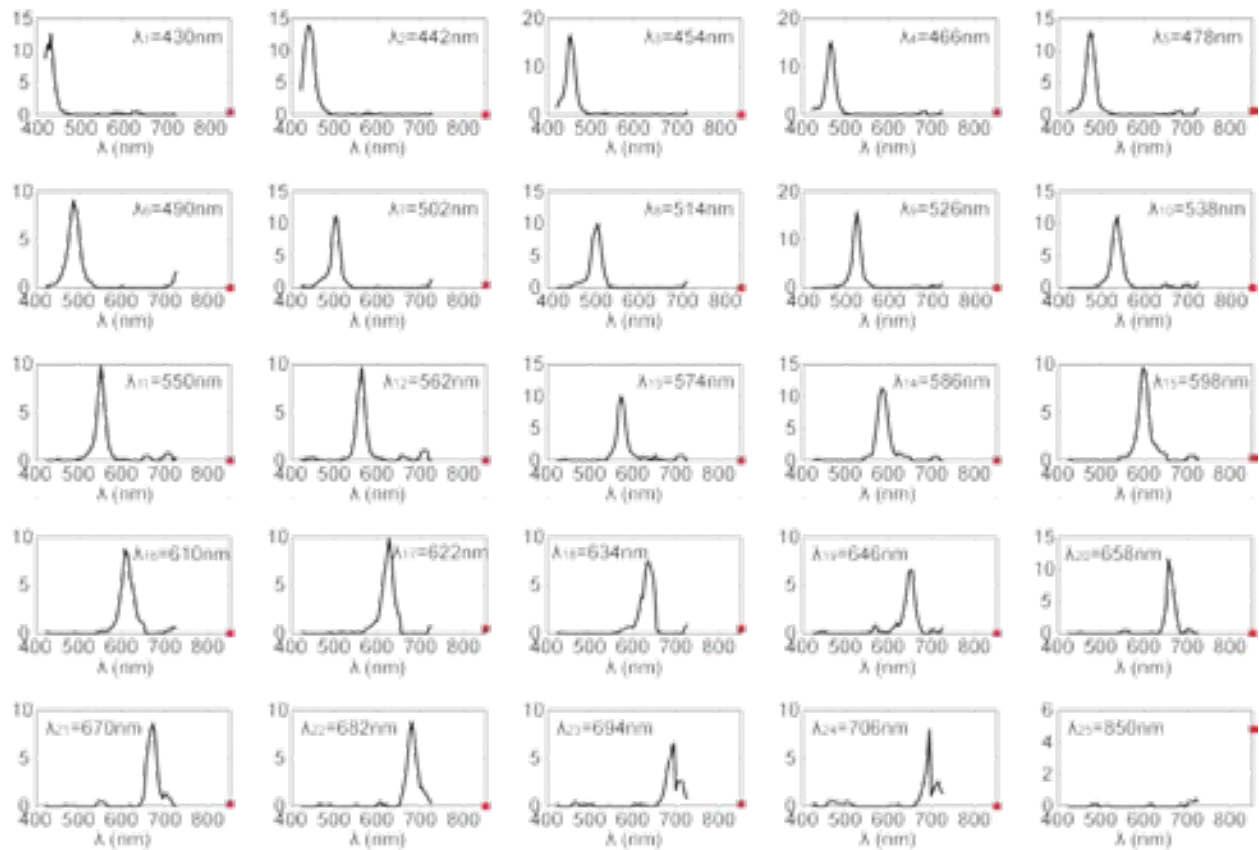 15 10 5 0 400 500 600 700 800 λ₁=430nm λ (nm)
15 10 5 0 400 500 600 700 800 λ₂=442nm λ (nm)
20 10 0 400 500 600 700 800 λ₃=454nm λ (nm)
20 10 0 400 500 600 700 800 λ₄=466nm λ (nm)
15 10 5 0 400 500 600 700 800 λ₅=478nm λ (nm)
10 5 0 400 500 600 700 800 λ₆=490nm λ (nm)
15 10 5 0 400 500 600 700 800 λ₇=502nm λ (nm)
15 10 5 0 400 500 600 700 800 λ₈=514nm λ (nm)
20 10 0 400 500 600 700 800 λ₉=526nm λ (nm)
15 10 5 0 400 500 600 700 800 λ₁₀=538nm λ (nm)
10 5 0 400 500 600 700 800 λ₁₁=550nm λ (nm)
10 5 0 400 500 600 700 800 λ₁₂=562nm λ (nm)
15 10 5 0 400 500 600 700 800 λ₁₃=574nm λ (nm)
15 10 5 0 400 500 600 700 800 λ₁₄=586nm λ (nm)
10 5 0 400 500 600 700 800 λ₁₅=598nm λ (nm)
10 5 0 400 500 600 700 800 λ₁₆=610nm λ (nm)
10 5 0 400 500 600 700 800 λ₁₇=622nm λ (nm)
10 5 0 400 500 600 700 800 λ₁₈=634nm λ (nm)
10 5 0 400 500 600 700 800 λ₁₉=646nm λ (nm)
15 10 5 0 400 500 600 700 800 λ₂₀=658nm λ (nm)
10 5 0 400 500 600 700 800 λ₂₁=670nm λ (nm)
10 5 0 400 500 600 700 800 λ₂₂=682nm λ (nm)
10 5 0 400 500 600 700 800 λ₂₃=694nm λ (nm)
10 5 0 400 500 600 700 800 λ₂₄=706nm λ (nm)
6 4 2 0 400 500 600 700 800 λ₂₅=850nm λ (nm)